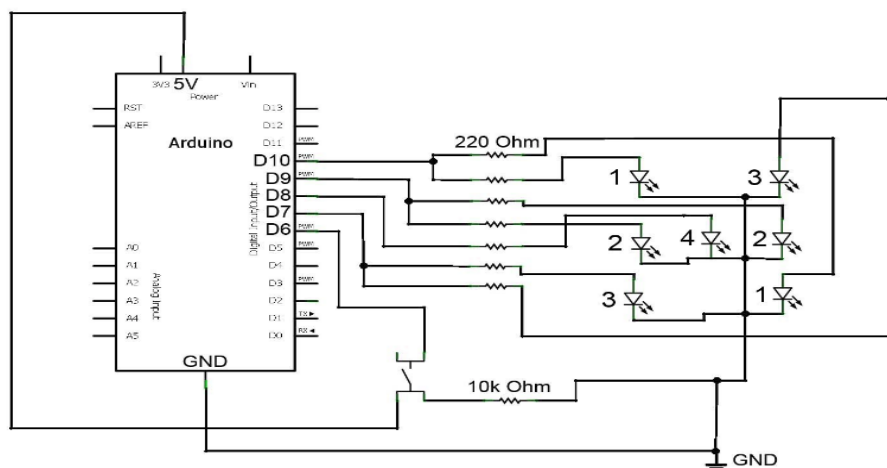 3V3
5V
Vin
Power
RST
AREF
Arduino
D13
D12
D11
PWM
D10
PWM
D9
PWM
D8
D7
D6
PWM
D5
PWM
D4
D3
PWM
D2
D1
TX ▶
D0
RX ◀
Digital Input/Output
A0
A1
A2
A3
A4
A5
Analog Input
GND
220 Ohm
1
3
2
4
2
3
1
10k Ohm
GND